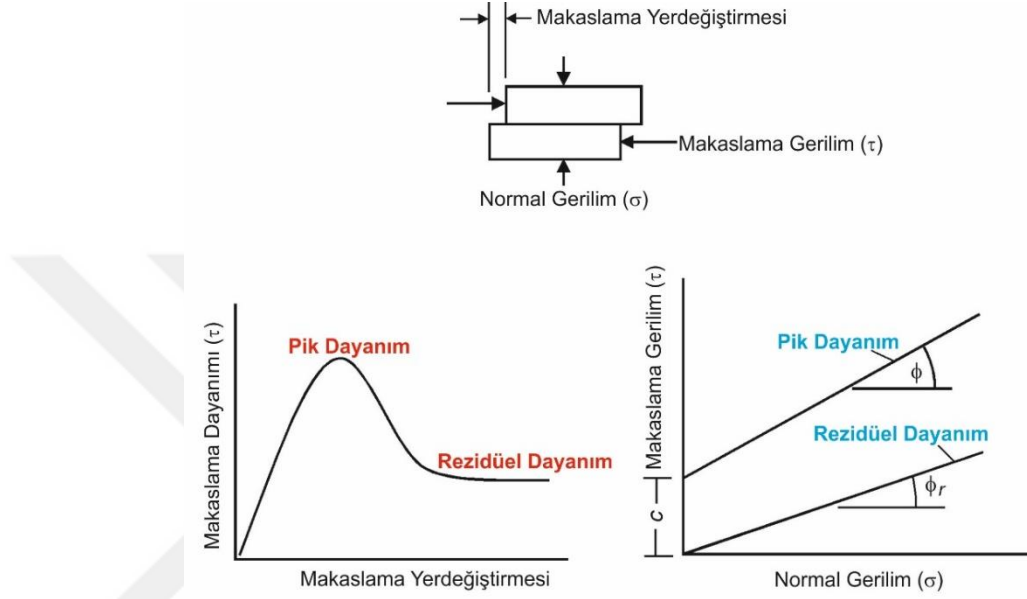 Makaslama Yerdeğiştirmesi
Makaslama Gerilim (τ)
Normal Gerilim (σ)
Makaslama Dayanımı (τ)
Pik Dayanım
Rezidüel Dayanım
Makaslama Yerdeğiştirmesi
Makaslama Gerilim (τ)
Pik Dayanım
ϕ
Rezidüel Dayanım
ϕr
c
Normal Gerilim (σ)